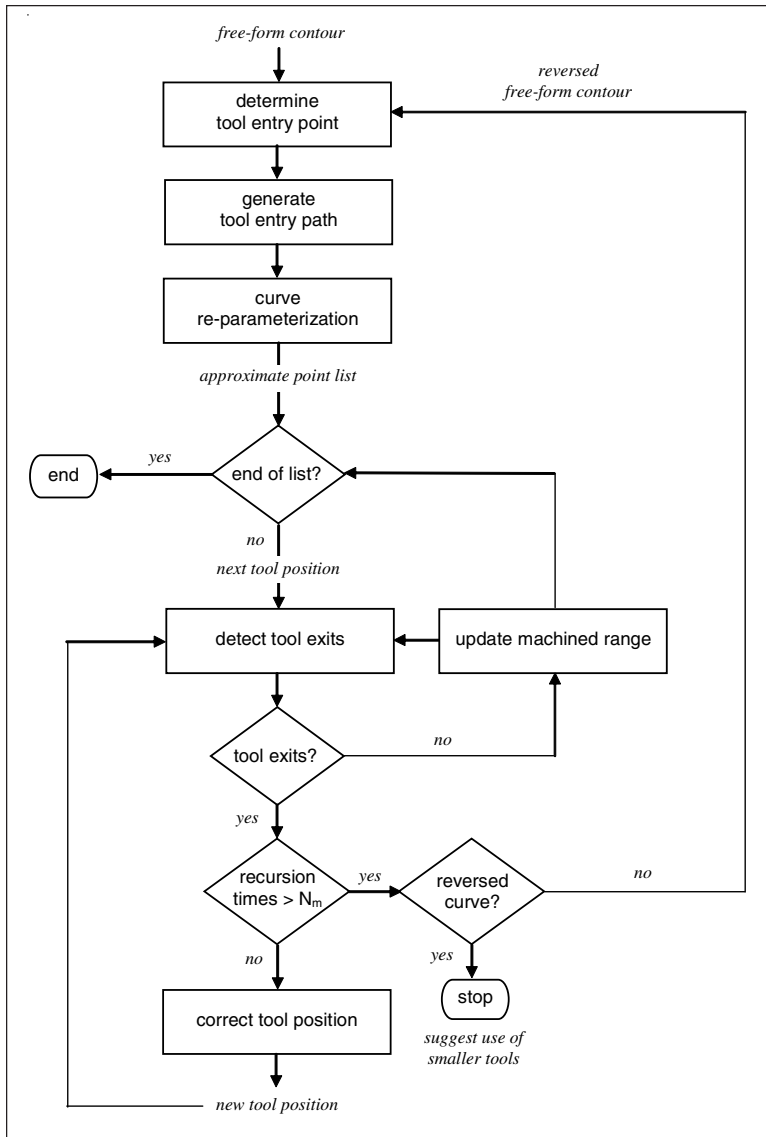 free-form contour
reversed
free-form contour
determine
tool entry point
generate
tool entry path
curve
re-parameterization
approximate point list
end
yes
end of list?
no
next tool position
detect tool exits
update machined range
tool exits?
no
yes
recursion
times > Nₘ
yes
reversed
curve?
no
no
yes
correct tool position
stop
suggest use of
smaller tools
new tool position